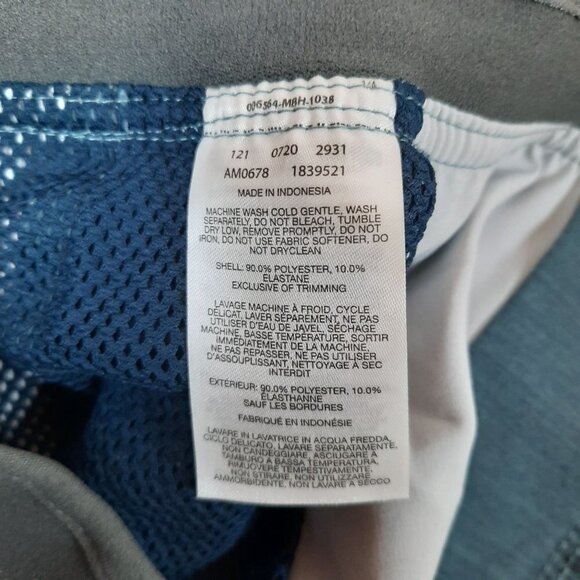 121 0720 2931
AM0678 1839521
MADE IN INDONESIA
MACHINE WASH COLD GENTLE, WASH
SEPARATELY, DO NOT BLEACH, TUMBLE
DRY LOW, REMOVE PROMPTLY, DO NOT
IRON, DO NOT USE FABRIC SOFTENER, DO
NOT DRYCLEAN
SHELL: 90.0% POLYESTER, 10.0%
ELASTANE
EXCLUSIVE OF TRIMMING
LAVAGE MACHINE À FROID, CYCLE
DÉLICAT, LAVER SÉPAREMENT, NE PAS
UTILISER D'EAU DE JAVEL, SÉCHAGE
MACHINE, BASSE TEMPÉRATURE, SORTIR
IMMÉDIATEMENT DE LA MACHINE,
NE PAS REPASSER, NE PAS UTILISER
D'ASSOUPLISSANT, NETTOYAGE À SEC
INTERDIT
EXTÉRIEUR: 90.0% POLYESTER, 10.0%
ÉLASTHANNE
SAUF LES BORDURES
FABRIQUÉ EN INDONÉSIE
LAVARE IN LAVATRICE IN ACQUA FREDDA,
CICLO DELICATO, LAVARE SEPARATAMENTE,
NON CANDEGGIARE, ASCIUGARE A
TAMBURO A BASSA TEMPERATURA,
RIMUOVERE TEMPESTIVAMENTE,
NON STIRARE, NON UTILIZZARE
AMMORBIDENTE, NON LAVARE A SECCO